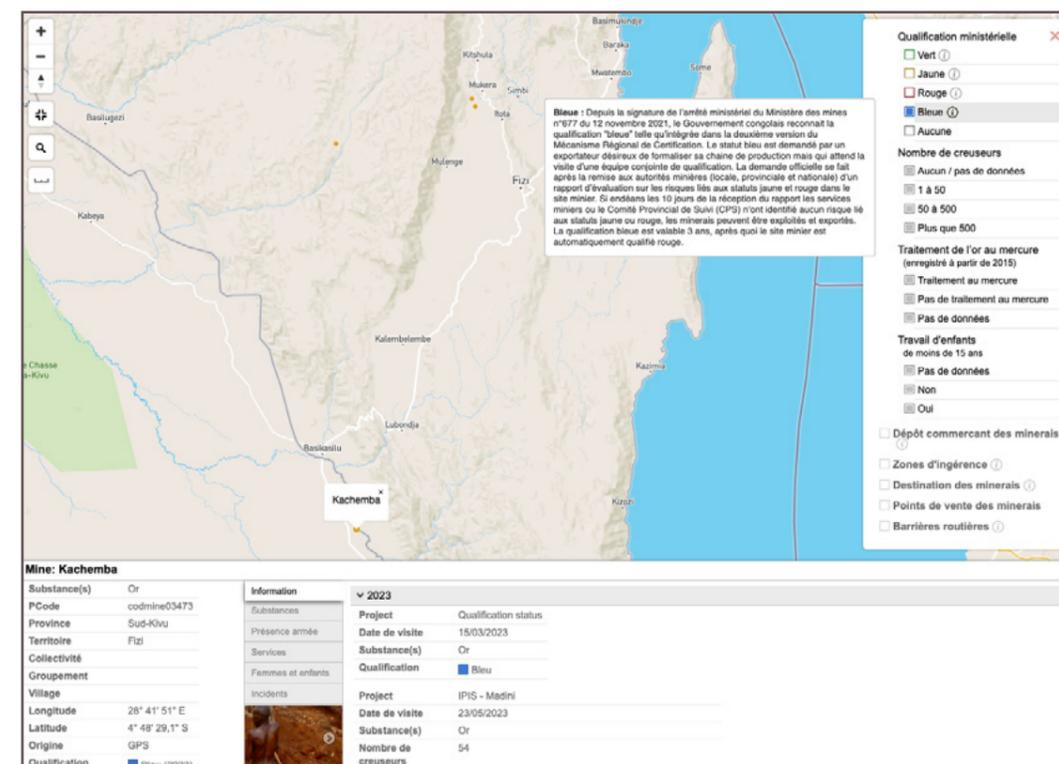 +
−
Basilugezi
Kabeya
Kitshula
Mukera
Simbi
Itota
Mulenge
Fizi
Basimukindje
Baraka
Mwatembo
Some
Kalembelembe
Lubondja
Basikasilu
Kazimia
Kizozi
e Chasse
a-Kivu
Kachemba
×
Bleue : Depuis la signature de l'arrêté ministériel du Ministère des mines
n°677 du 12 novembre 2021, le Gouvernement congolais reconnait la
qualification "bleue" telle qu'intégrée dans la deuxième version du
Mécanisme Régional de Certification. Le statut bleu est demandé par un
exportateur désireux de formaliser sa chaine de production mais qui attend la
visite d'une équipe conjointe de qualification. La demande officielle se fait
après la remise aux autorités minières (locale, provinciale et nationale) d'un
rapport d'évaluation sur les risques liés aux statuts jaune et rouge dans le
site minier. Si endéans les 10 jours de la réception du rapport les services
miniers ou le Comité Provincial de Suivi (CPS) n'ont identifié aucun risque lié
aux statuts jaune ou rouge, les minerais peuvent être exploités et exportés.
La qualification bleue est valable 3 ans, après quoi le site minier est
automatiquement qualifié rouge.
Qualification ministérielle ×
Vert i
Jaune i
Rouge i
Bleue i
Aucune
Nombre de creuseurs
Aucun / pas de données
1 à 50
50 à 500
Plus que 500
Traitement de l'or au mercure
(enregistré à partir de 2015)
Traitement au mercure
Pas de traitement au mercure
Pas de données
Travail d'enfants
de moins de 15 ans
Pas de données
Non
Oui
Dépôt commercant des minerais
i
Zones d'ingérence i
Destination des minerais i
Points de vente des minerais
Barrières routières i
Mine: Kachemba
Substance(s) Or
PCode codmine03473
Province Sud-Kivu
Territoire Fizi
Collectivité
Groupement
Village
Longitude 28° 41' 51" E
Latitude 4° 48' 29,1" S
Origine GPS
Qualification Bleu (2023)
Information
Substances
Présence armée
Services
Femmes et enfants
Incidents
2023
Project Qualification status
Date de visite 15/03/2023
Substance(s) Or
Qualification Bleu
Project IPIS - Madini
Date de visite 23/05/2023
Substance(s) Or
Nombre de 54
creuseurs